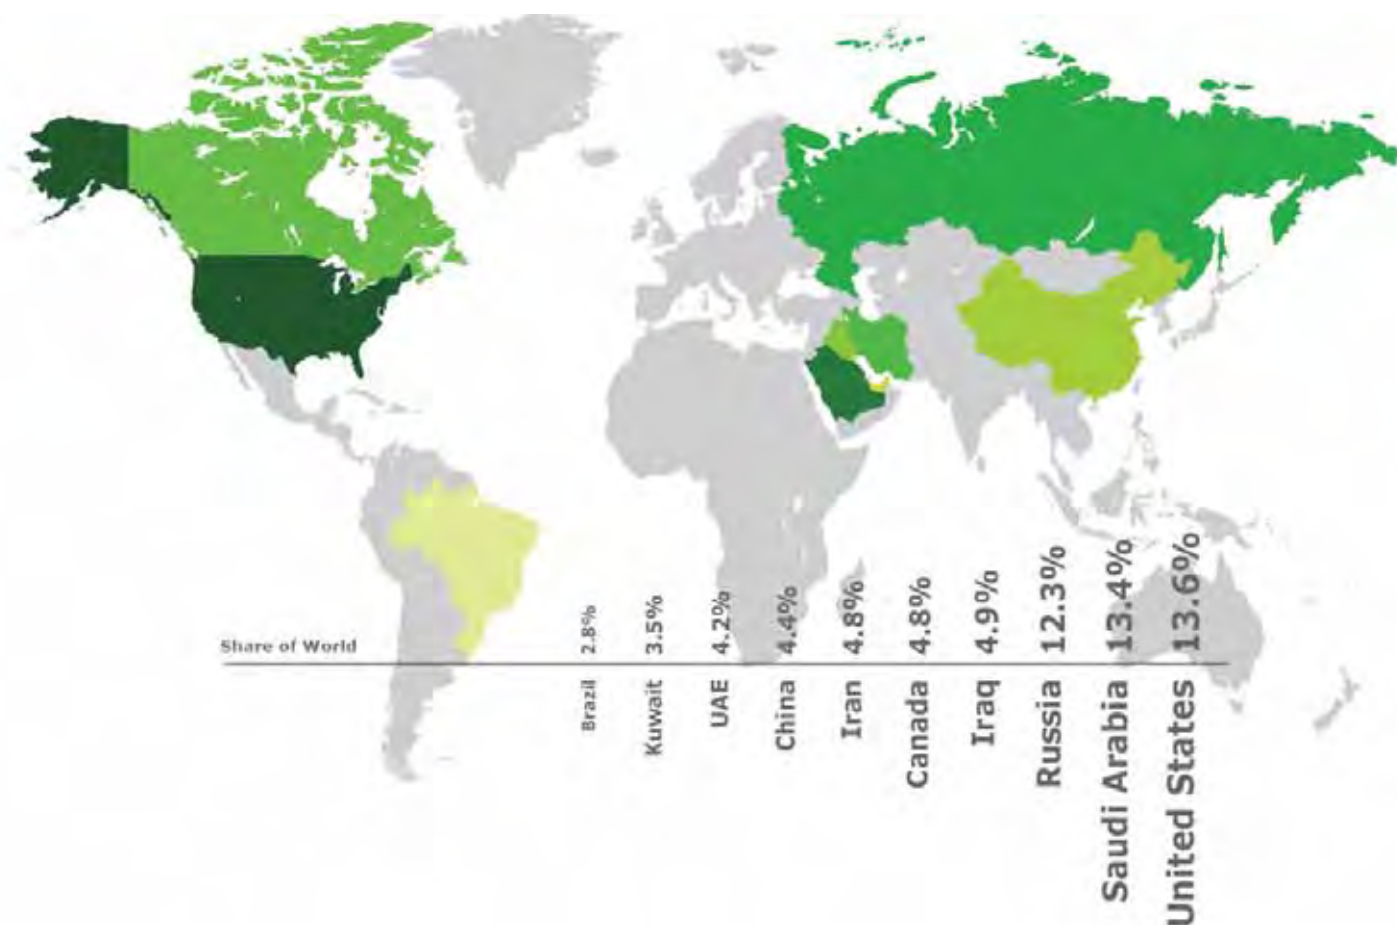 Share of World
2.8%
3.5%
4.2%
4.4%
4.8%
4.8%
4.9%
12.3%
13.4%
13.6%
Brazil
Kuwait
UAE
China
Iran
Canada
Iraq
Russia
Saudi Arabia
United States